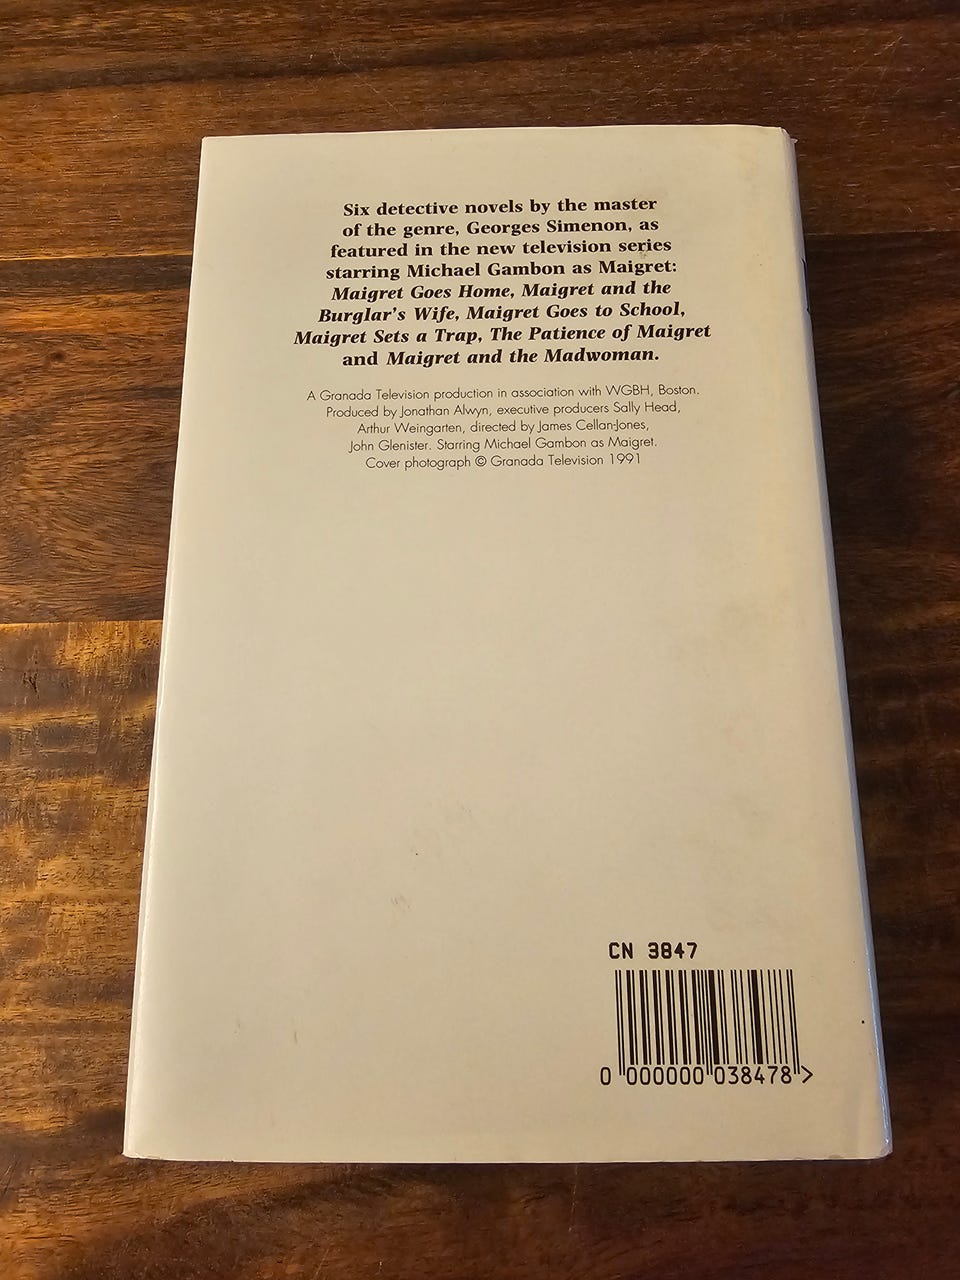 Six detective novels by the master
of the genre, Georges Simenon, as
featured in the new television series
starring Michael Gambon as Maigret:
Maigret Goes Home, Maigret and the
Burglar's Wife, Maigret Goes to School,
Maigret Sets a Trap, The Patience of Maigret
and Maigret and the Madwoman.
A Granada Television production in association with WGBH, Boston.
Produced by Jonathan Alwyn, executive producers Sally Head,
Arthur Weingarten, directed by James Cellan-Jones,
John Glenister. Starring Michael Gambon as Maigret.
Cover photograph © Granada Television 1991
CN 3847
0 000000 038478 >